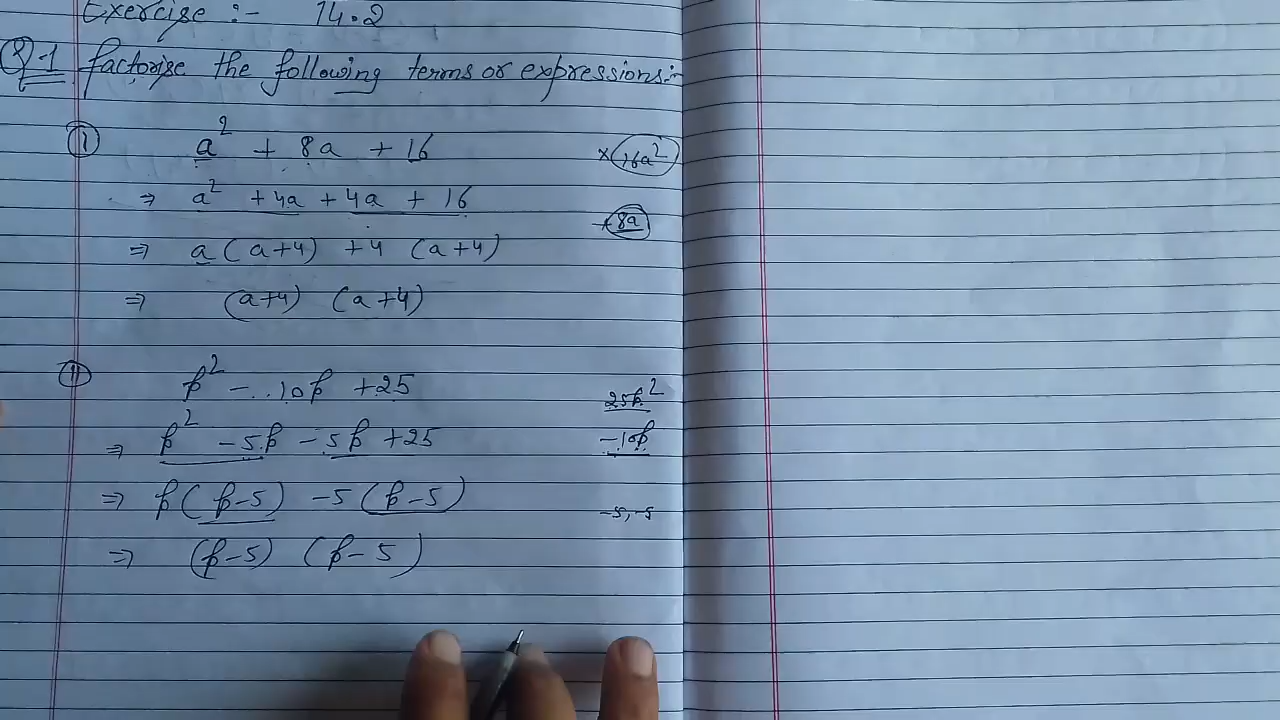 Exercise :- 14.2
Q-1 factorise the following terms or expressions:-
(i) a² + 8a + 16 ×16a²
⇒ a² + 4a + 4a + 16 +8a
⇒ a (a+4) +4 (a+4)
⇒ (a+4) (a+4)
(ii) p² - 10p + 25 25p²
⇒ p² - 5p - 5p + 25 -10p
⇒ p (p-5) -5 (p-5) -5, -5
⇒ (p-5) (p-5)